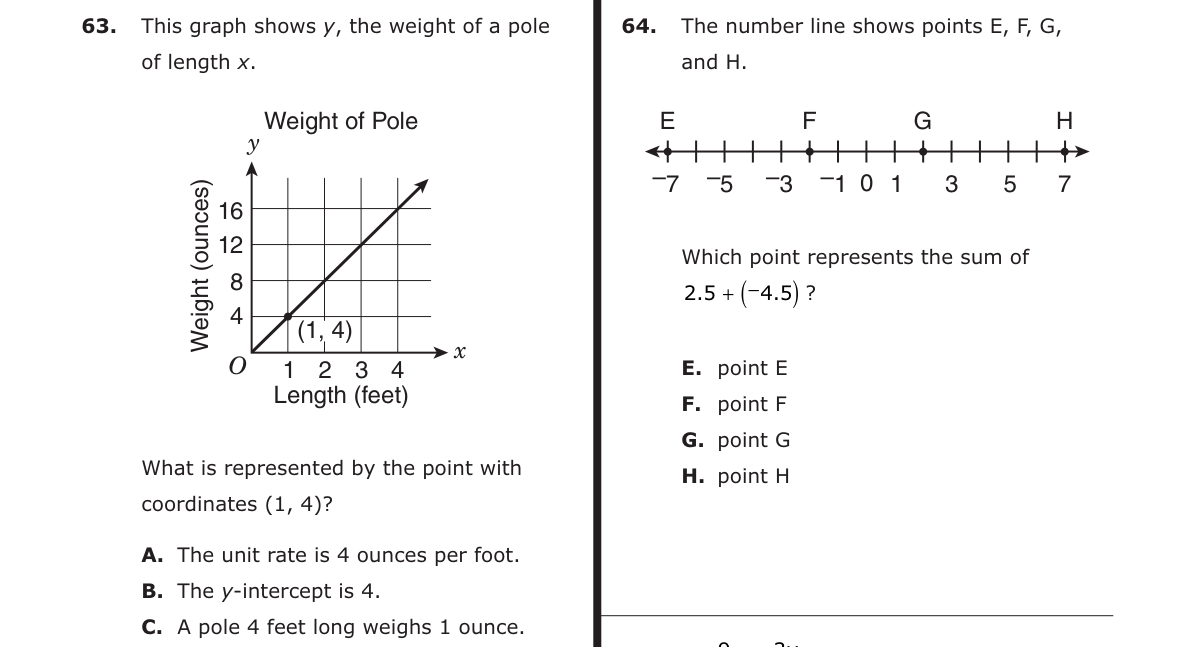 63. This graph shows y, the weight of a pole
of length x.
Weight of Pole
y
Weight (ounces)
16
12
8
4
(1, 4)
O
1 2 3 4
x
Length (feet)
What is represented by the point with
coordinates (1, 4)?
A. The unit rate is 4 ounces per foot.
B. The y-intercept is 4.
C. A pole 4 feet long weighs 1 ounce.
64. The number line shows points E, F, G,
and H.
E F G H
⁻7 ⁻5 ⁻3 ⁻1 0 1 3 5 7
Which point represents the sum of
2.5 + (⁻4.5) ?
E. point E
F. point F
G. point G
H. point H